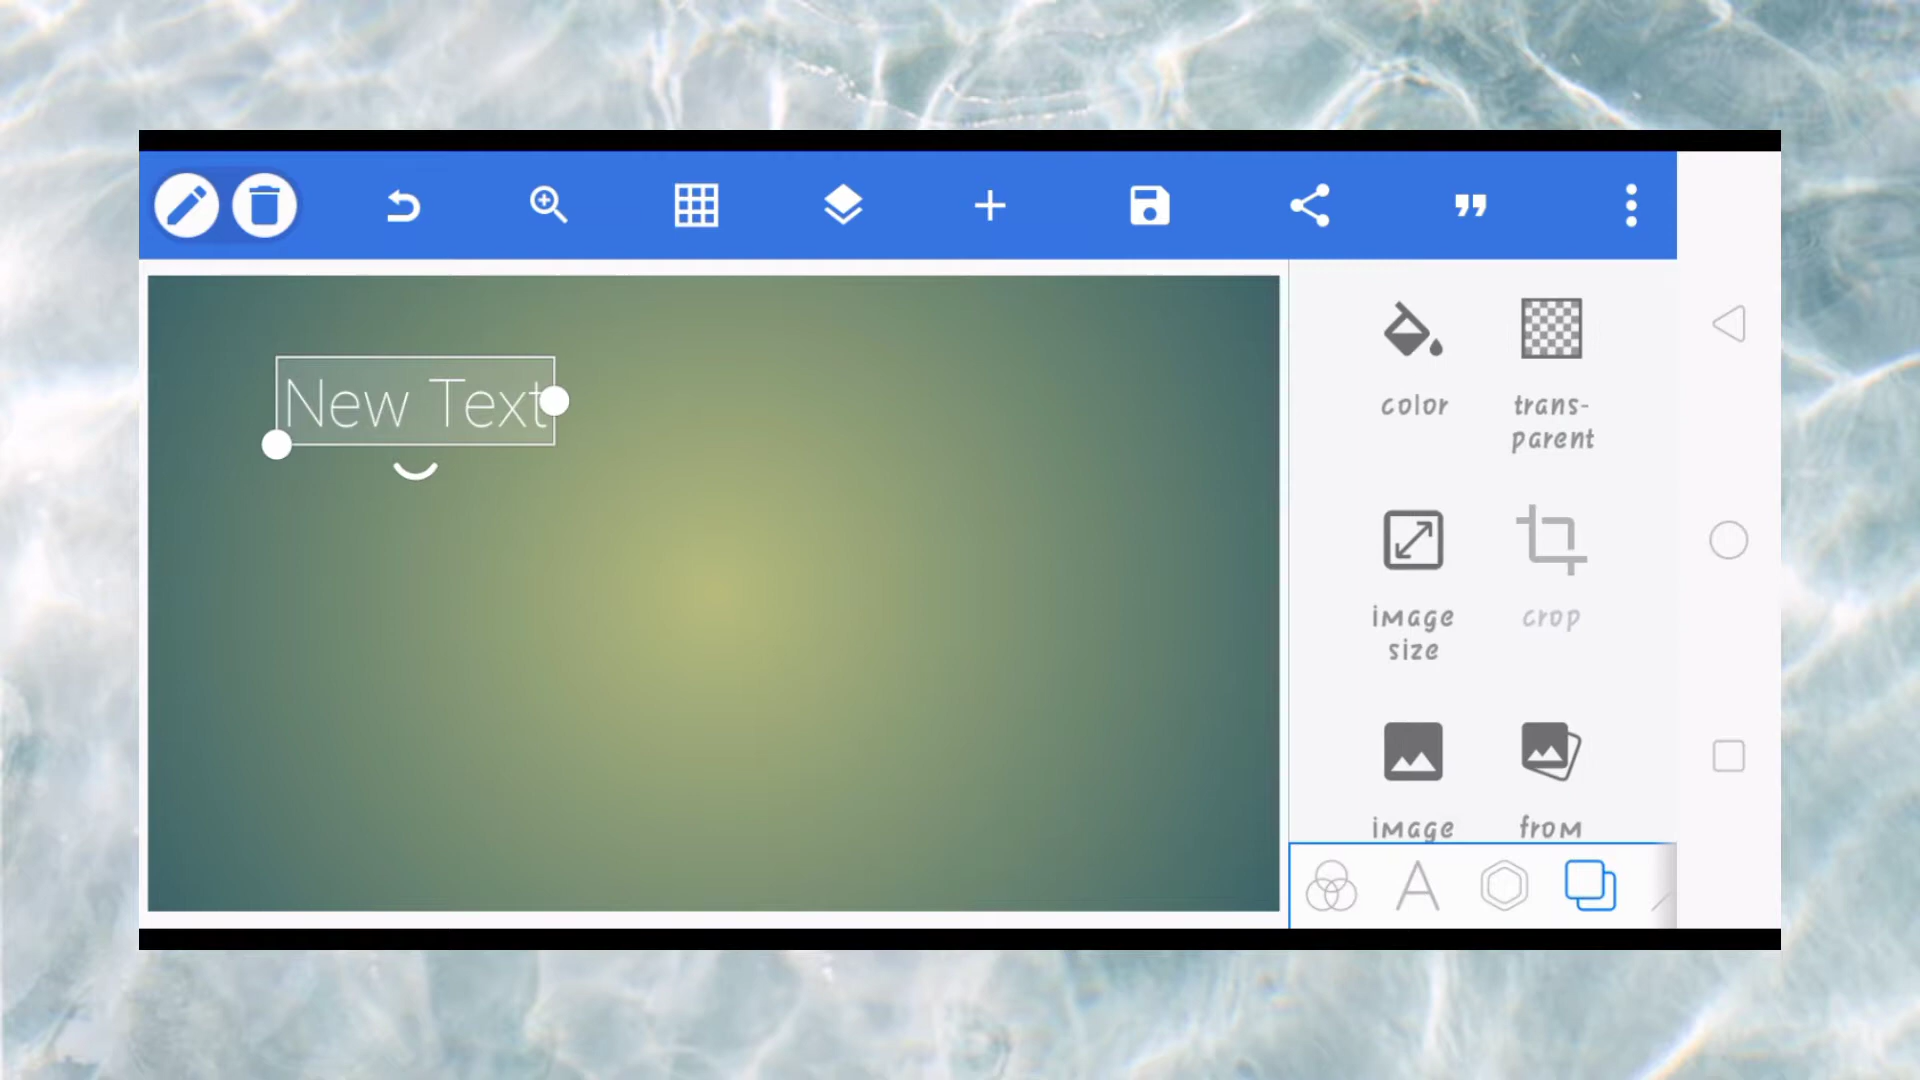 New Text
color
trans-
parent
image
size
crop
image
from